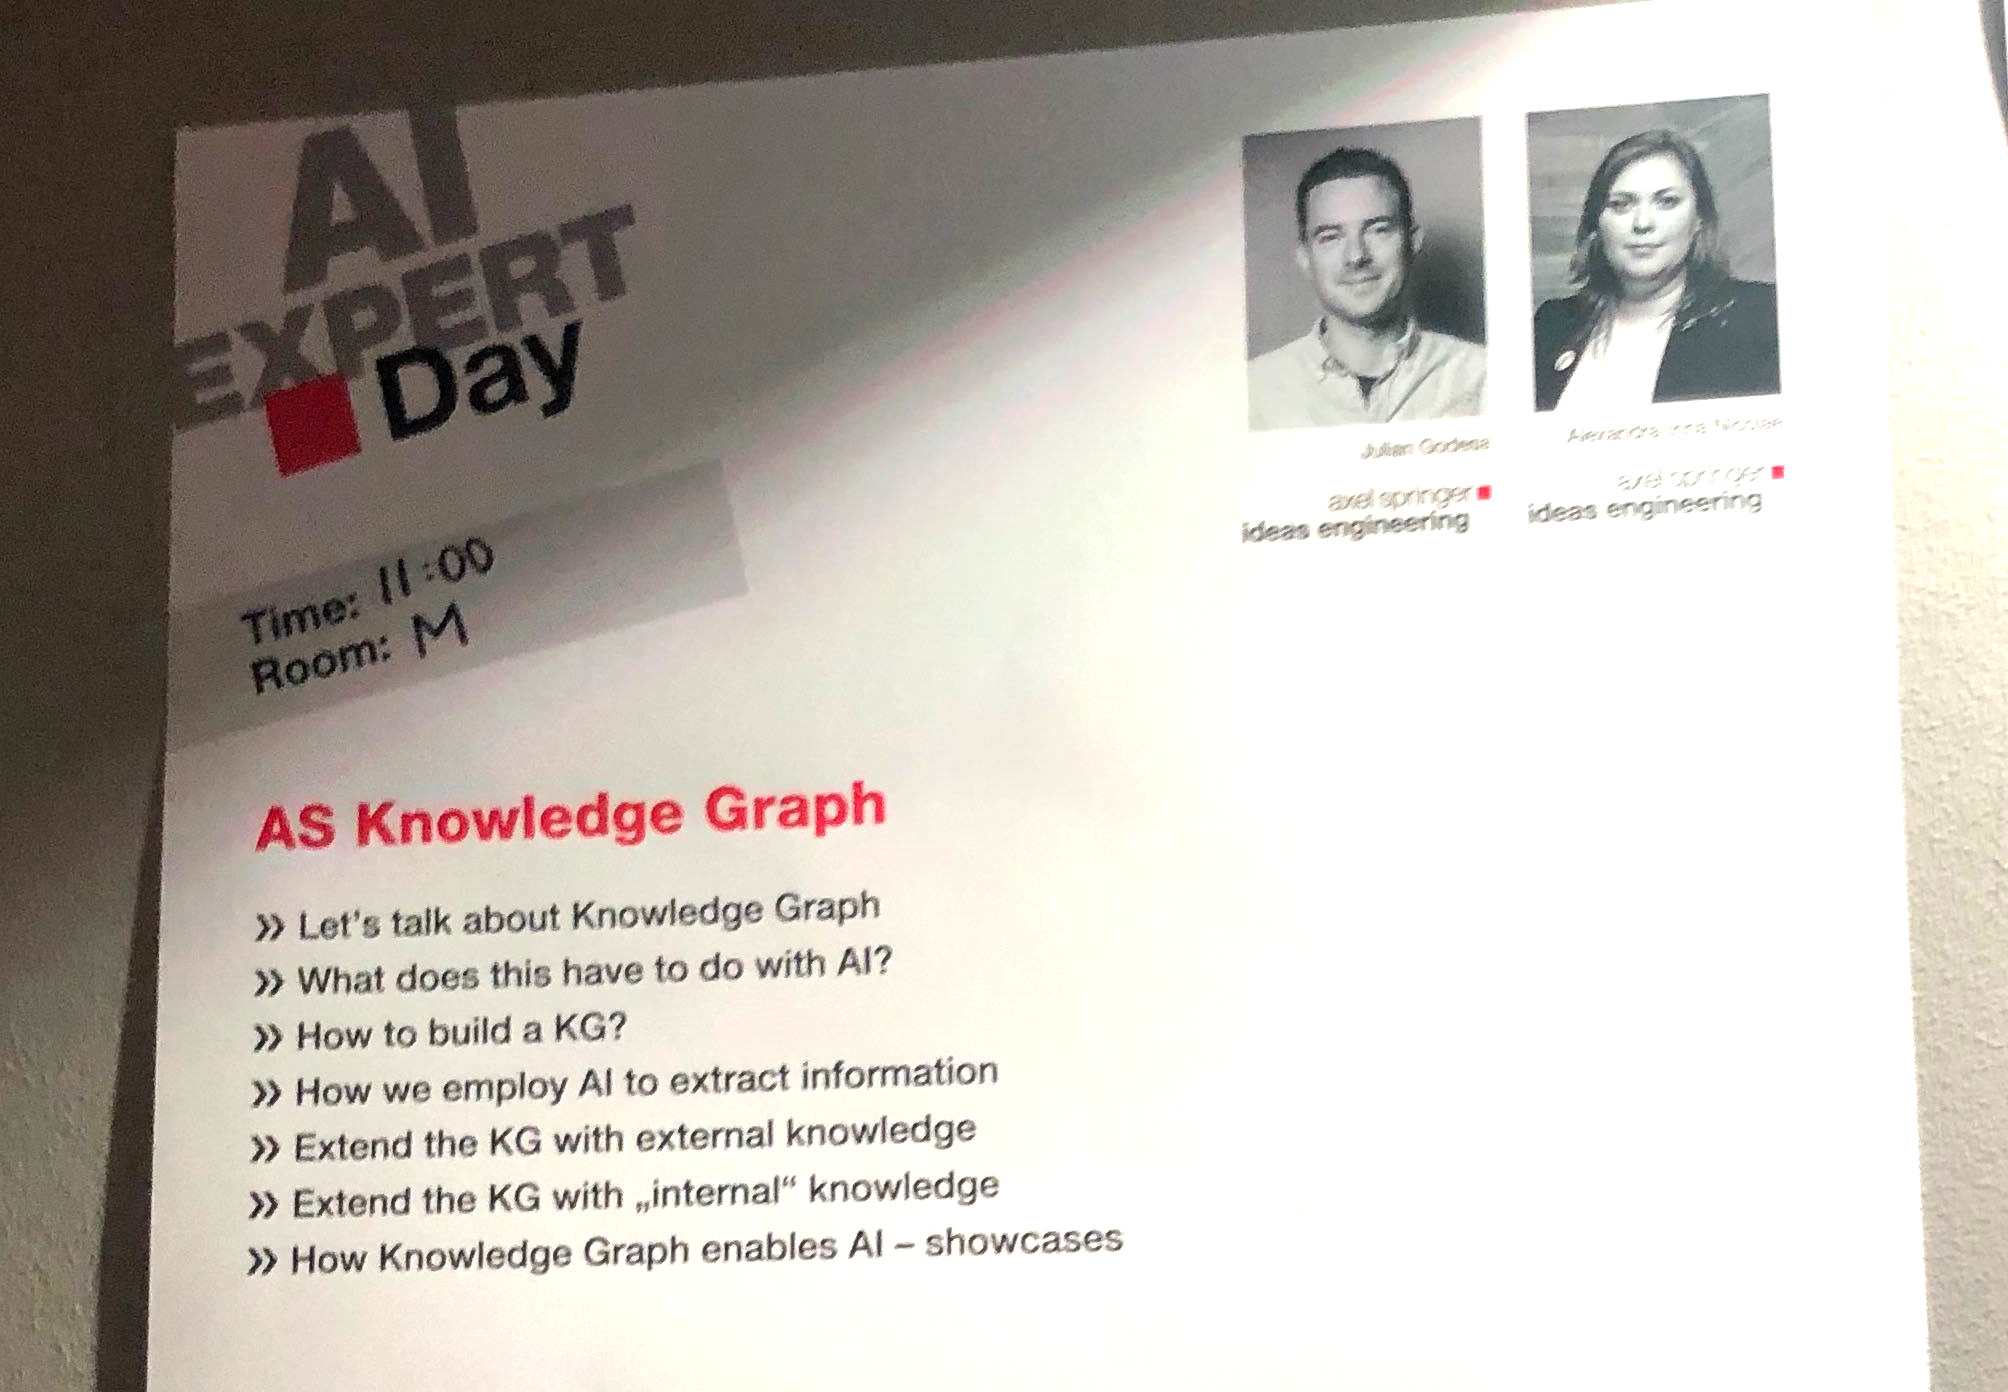 AI
EXPERT
Day
Time: 11:00
Room: M
Julian Godesa
Alexandra
axel springer
ideas engineering
axel springer
ideas engineering
AS Knowledge Graph
» Let's talk about Knowledge Graph
» What does this have to do with AI?
» How to build a KG?
» How we employ AI to extract information
» Extend the KG with external knowledge
» Extend the KG with „internal“ knowledge
» How Knowledge Graph enables AI – showcases